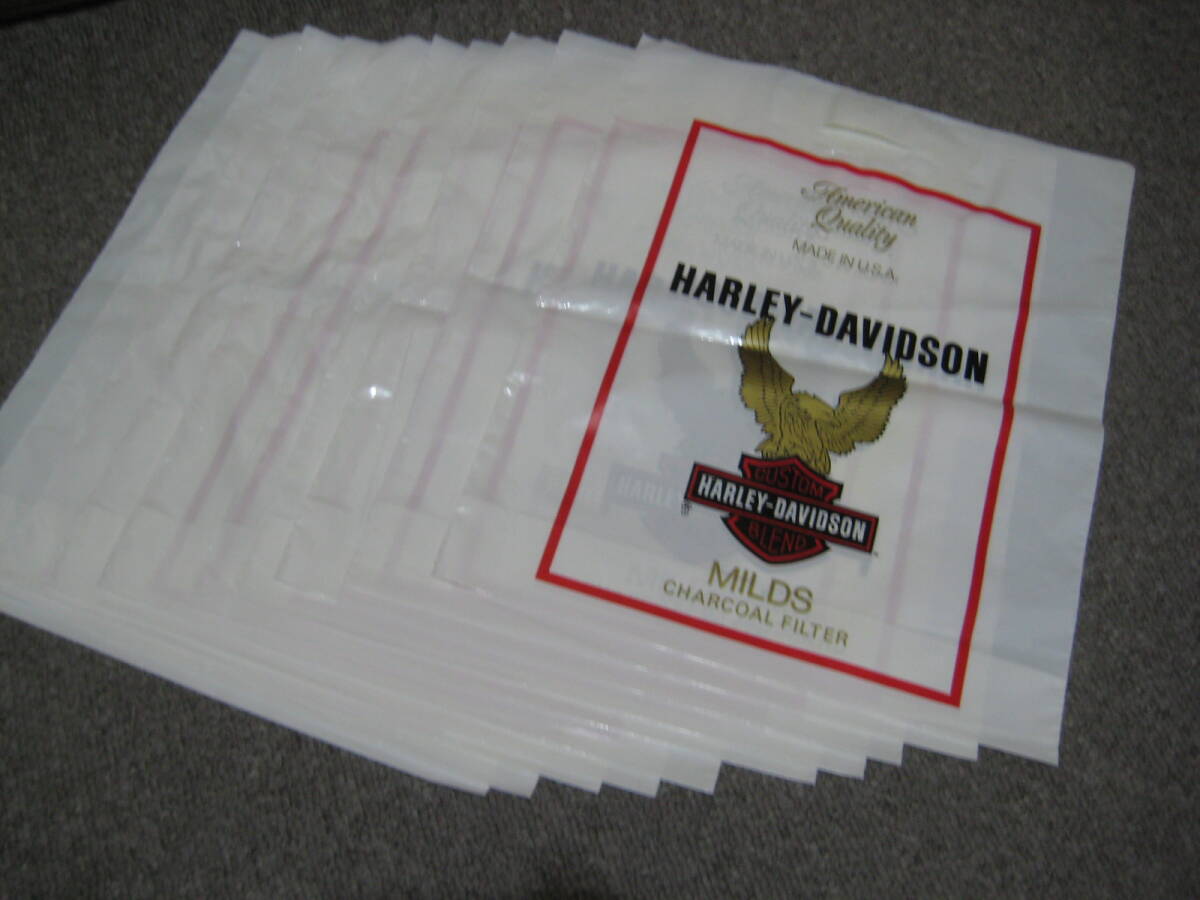 American
Quality
MADE IN U.S.A.
HARLEY-DAVIDSON
CUSTOM
HARLEY-DAVIDSON
BLEND
MILDS
CHARCOAL FILTER